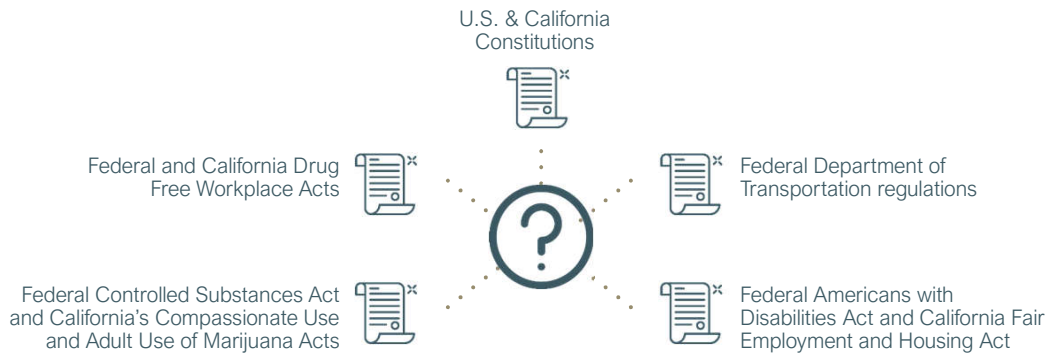 U.S. & California
Constitutions
Federal and California Drug
Free Workplace Acts
Federal Department of
Transportation regulations
?
Federal Controlled Substances Act
and California's Compassionate Use
and Adult Use of Marijuana Acts
Federal Americans with
Disabilities Act and California Fair
Employment and Housing Act